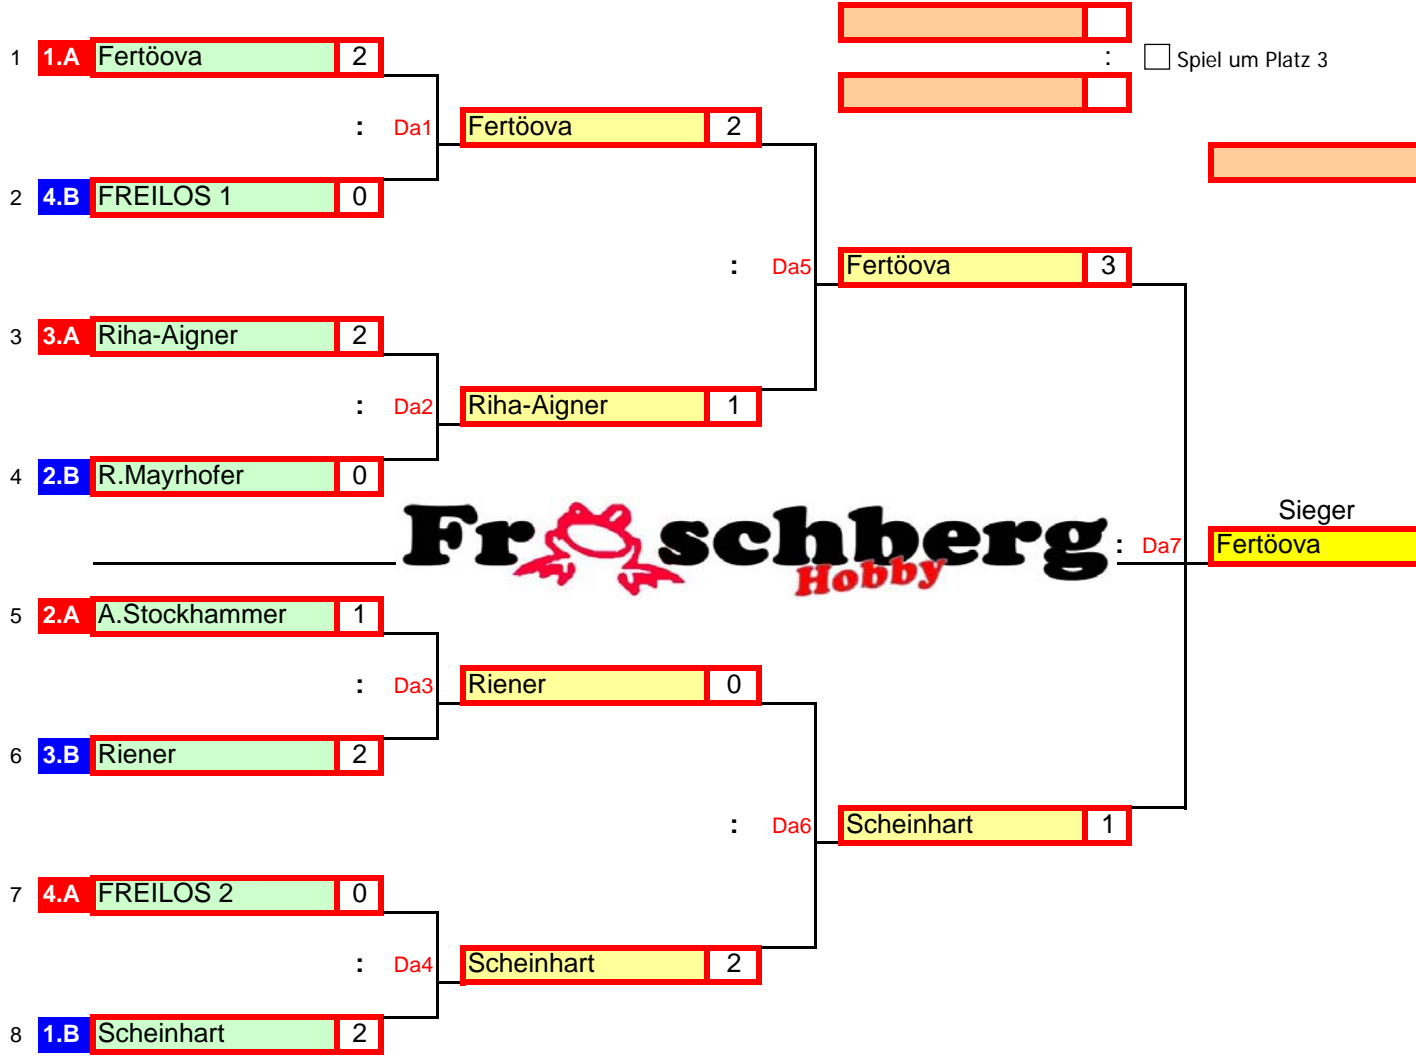 1 1.A Fertöova 2
: Spiel um Platz 3
: Da1 Fertöova 2
2 4.B FREILOS 1 0
: Da5 Fertöova 3
3 3.A Riha-Aigner 2
: Da2 Riha-Aigner 1
4 2.B R.Mayrhofer 0
Fröschberg
Hobby
Sieger
: Da7 Fertöova
5 2.A A.Stockhammer 1
: Da3 Riener 0
6 3.B Riener 2
: Da6 Scheinhart 1
7 4.A FREILOS 2 0
: Da4 Scheinhart 2
8 1.B Scheinhart 2